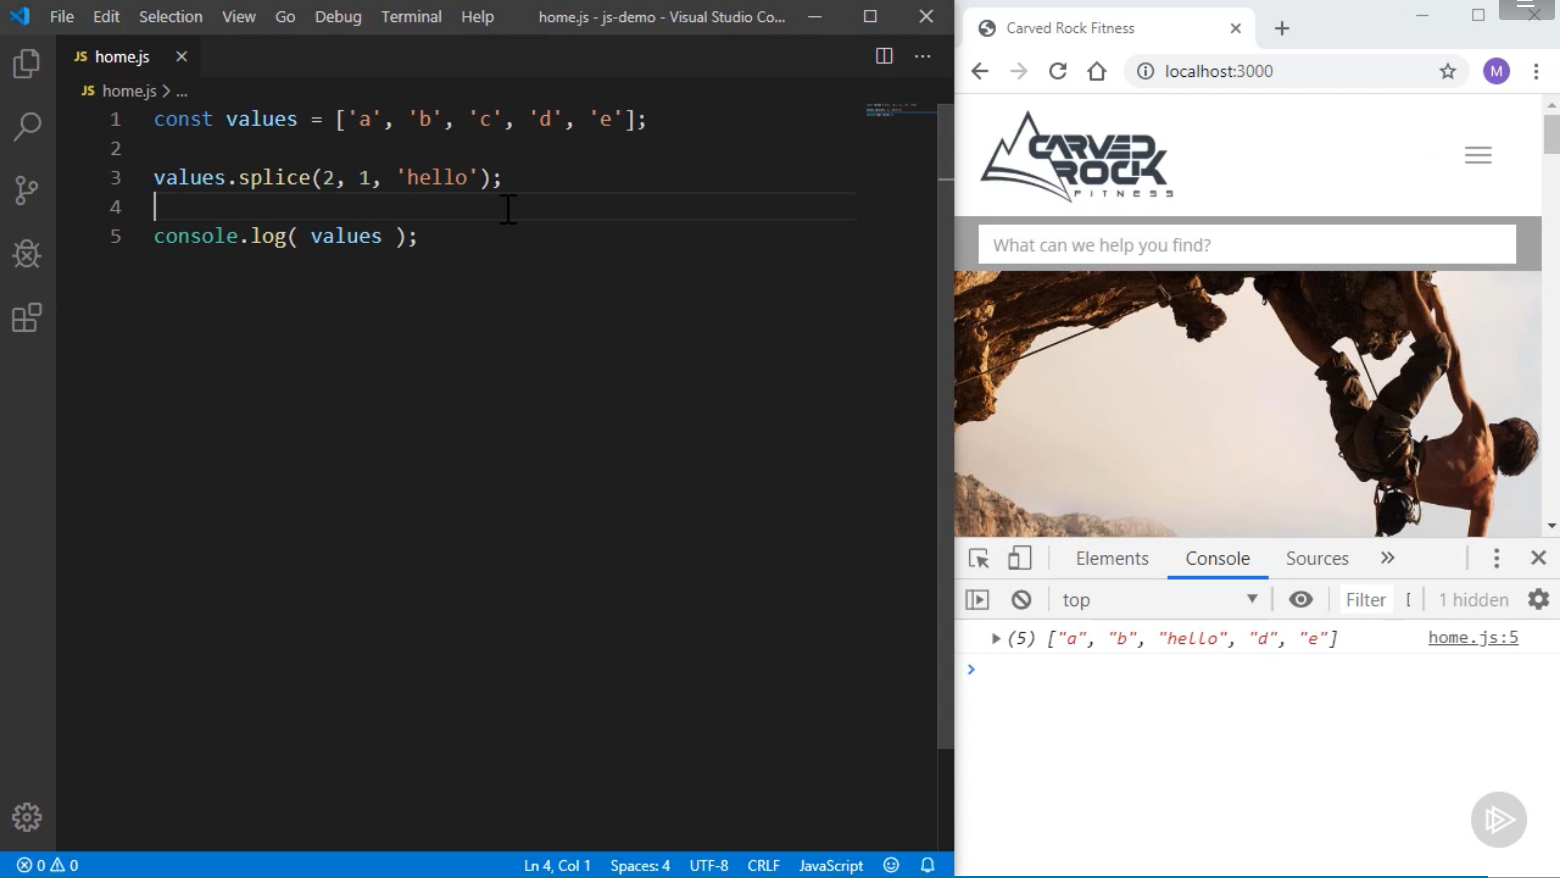 File Edit Selection View Go Debug Terminal Help home.js - js-demo - Visual Studio Co...
JS home.js
JS home.js > ...
1 const values = ['a', 'b', 'c', 'd', 'e'];
2
3 values.splice(2, 1, 'hello');
4
5 console.log( values );
0 0 Ln 4, Col 1 Spaces: 4 UTF-8 CRLF JavaScript
Carved Rock Fitness
localhost:3000 M
CARVED
ROCK
FITNESS
What can we help you find?
Elements Console Sources »
top Filter 1 hidden
(5) ["a", "b", "hello", "d", "e"] home.js:5